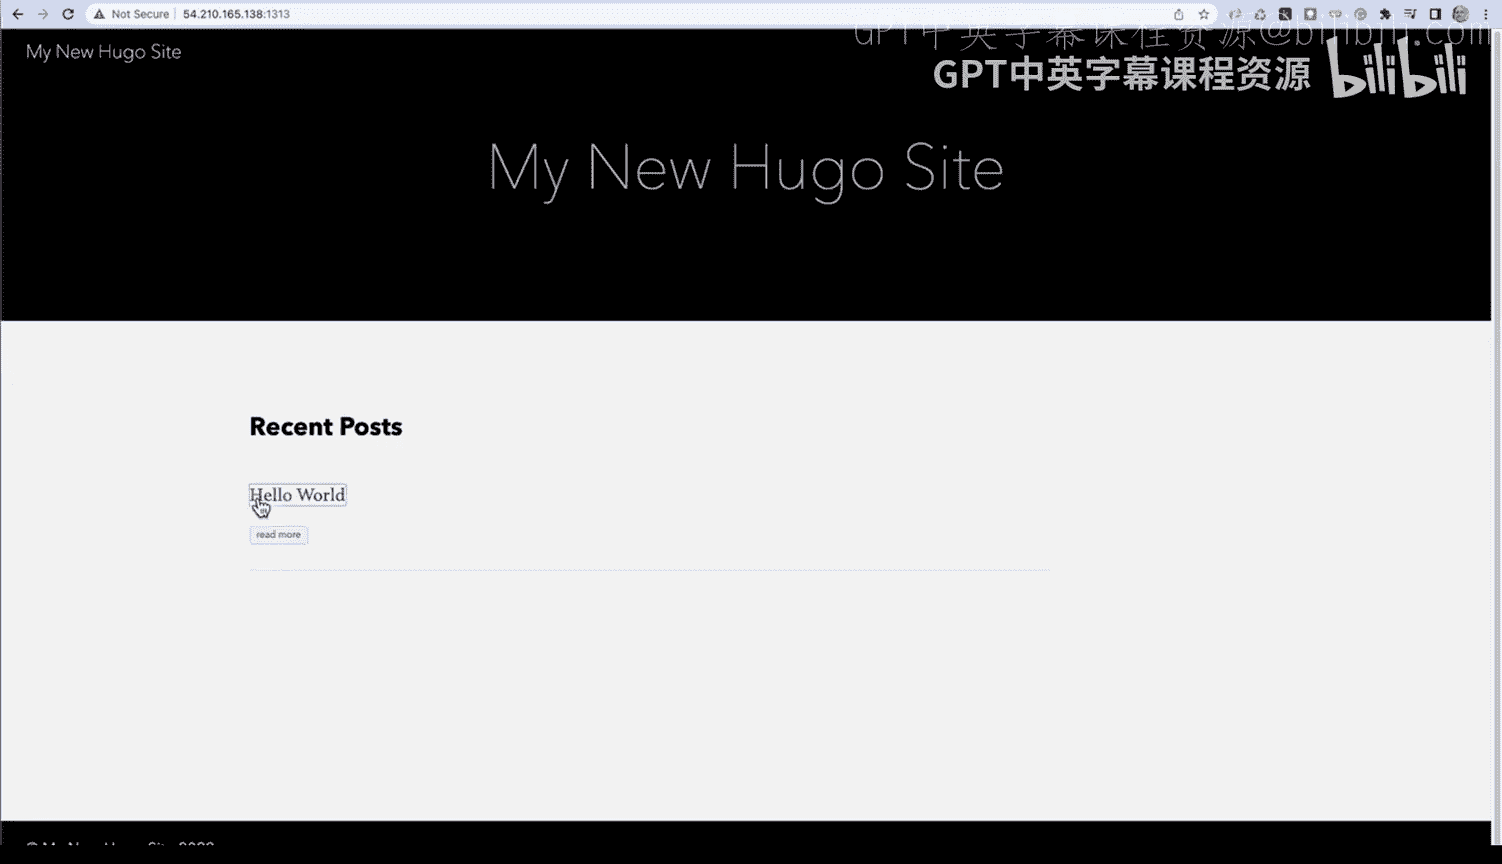 Not Secure
54.210.165.138:1313
GPT中英字幕课程资源@bilibili.com
My New Hugo Site
GPT中英字幕课程资源 bilibili
My New Hugo Site
Recent Posts
Hello World
read more